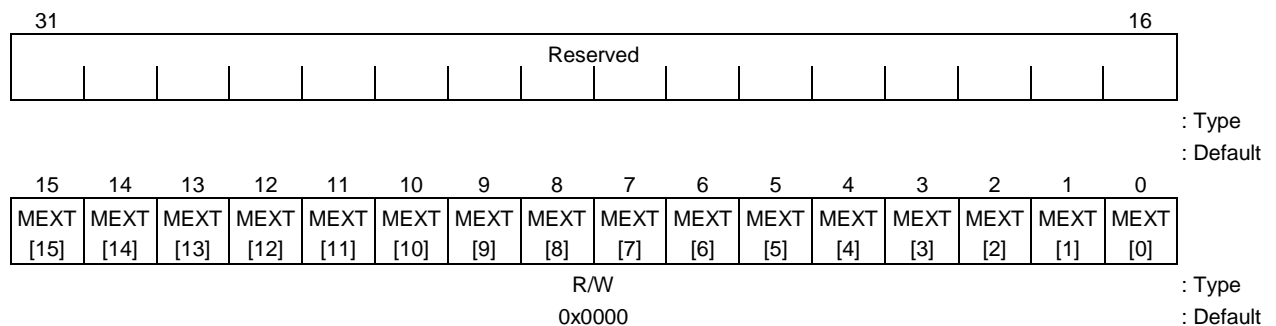 31 16
Reserved
: Type
: Default
15 14 13 12 11 10 9 8 7 6 5 4 3 2 1 0
MEXT MEXT MEXT MEXT MEXT MEXT MEXT MEXT MEXT MEXT MEXT MEXT MEXT MEXT MEXT MEXT
[15] [14] [13] [12] [11] [10] [9] [8] [7] [6] [5] [4] [3] [2] [1] [0]
R/W : Type
0x0000 : Default